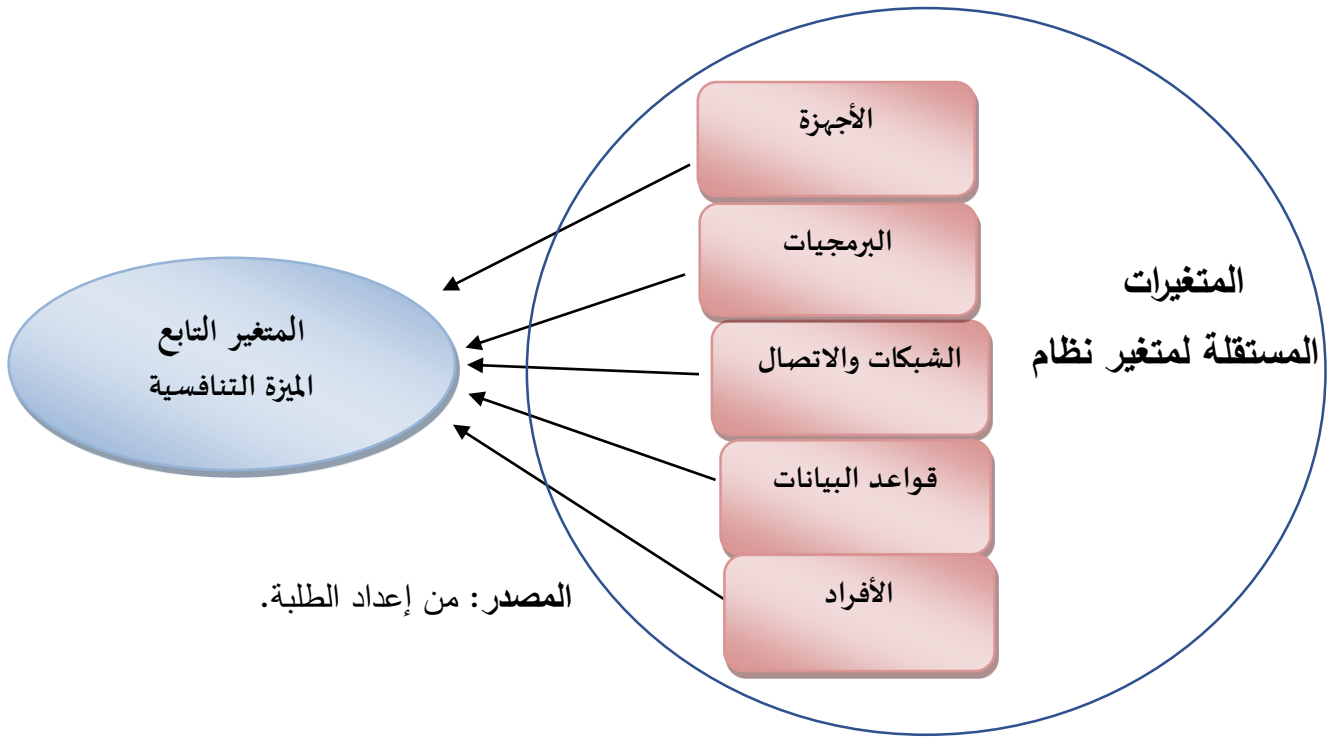 الأجهزة
البرمجيات
المتغيرات
المستقلة لمتغير نظام
الشبكات والاتصال
قواعد البيانات
الأفراد
المتغير التابع
الميزة التنافسية
المصدر: من إعداد الطلبة.